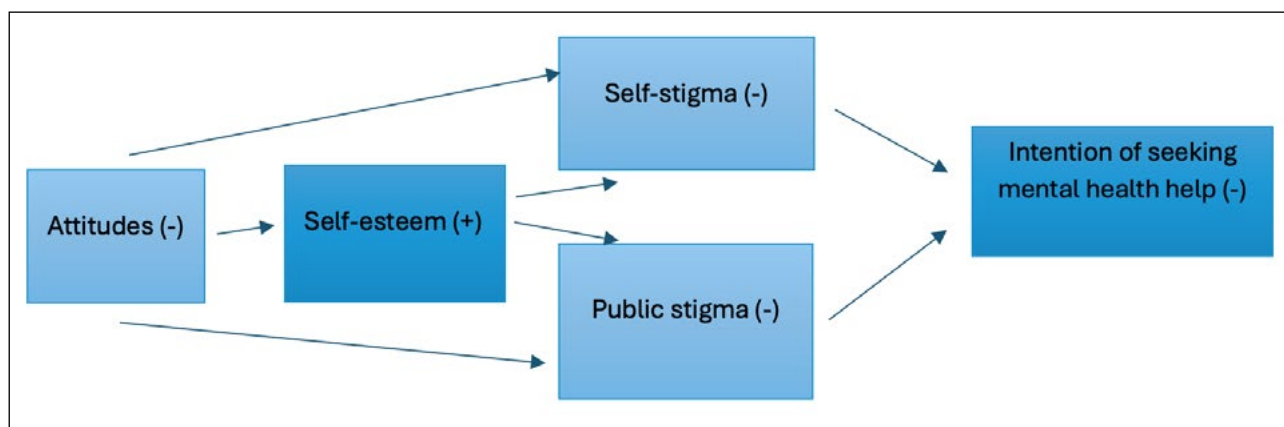 Self-stigma (-)
Attitudes (-)
Self-esteem (+)
Public stigma (-)
Intention of seeking
mental health help (-)